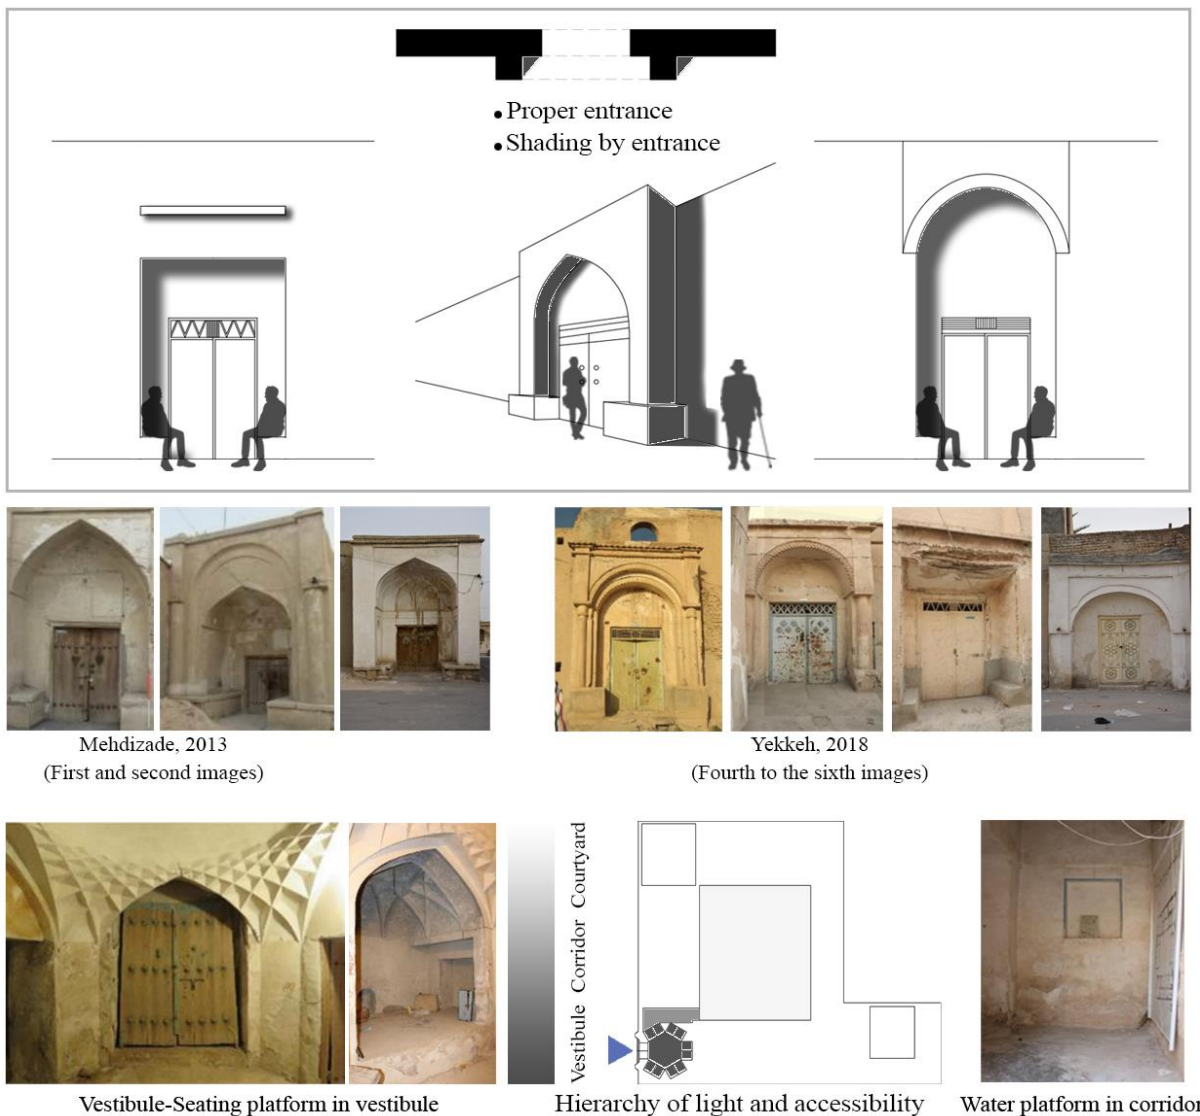 • Proper entrance
• Shading by entrance
Mehdizade, 2013
(First and second images)
Yekkeh, 2018
(Fourth to the sixth images)
Vestibule Corridor Courtyard
Vestibule-Seating platform in vestibule
Hierarchy of light and accessibility
Water platform in corridor